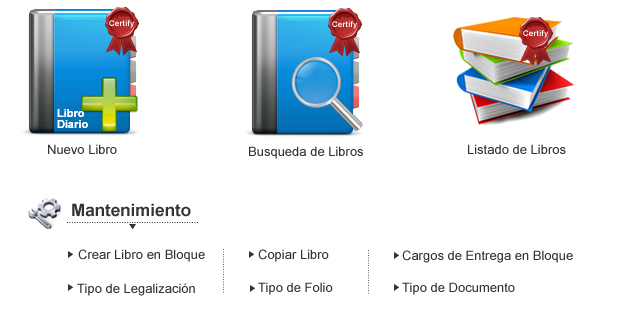 Certify
Certify
Certify
Libro
Diario
Nuevo Libro
Busqueda de Libros
Listado de Libros
Mantenimiento
Crear Libro en Bloque
Copiar Libro
Cargos de Entrega en Bloque
Tipo de Legalización
Tipo de Folio
Tipo de Documento